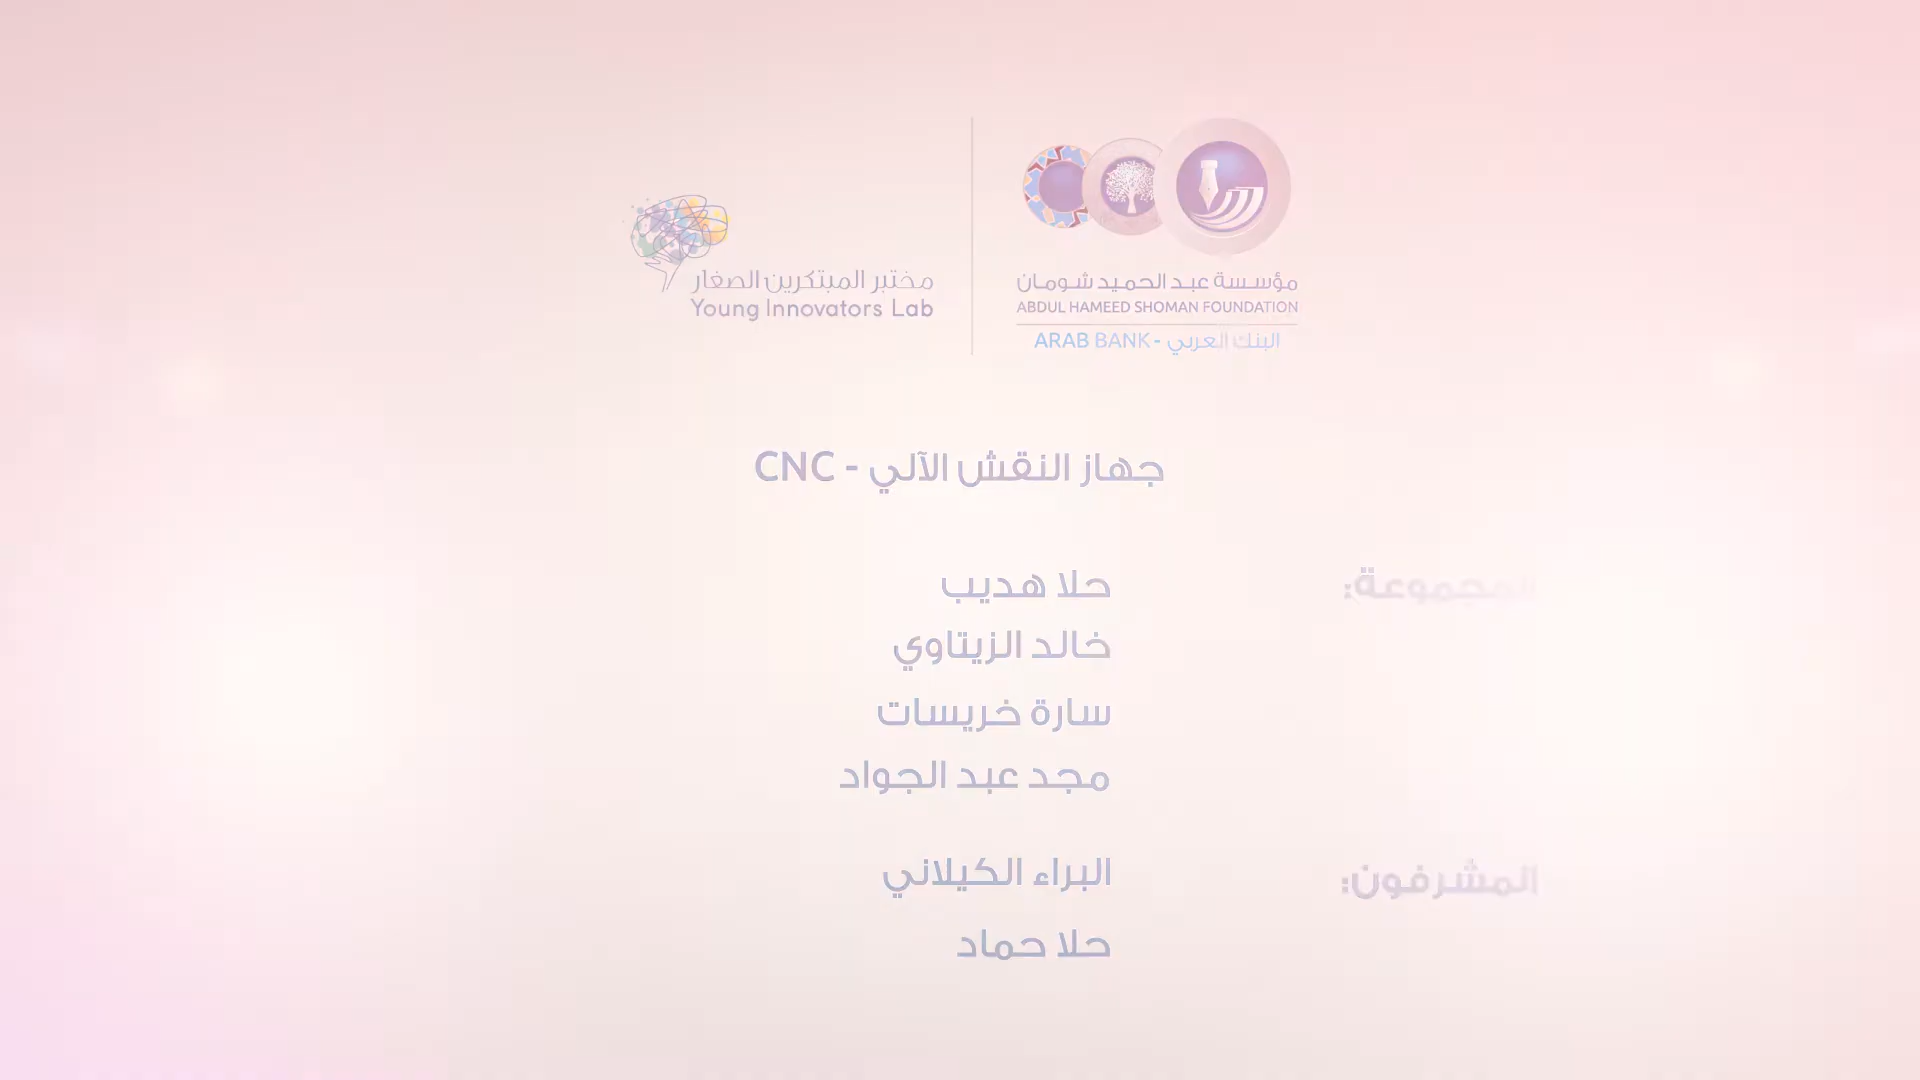 مؤسسة عبد الحميد شومان
ABDUL HAMEED SHOMAN FOUNDATION
ARAB BANK - البنك العربي
مختبر المبتكرين الصغار
Young Innovators Lab
جهاز النقش الآلي - CNC
المجموعة: حلا هديب
خالد الزيتاوي
سارة خريسات
مجد عبد الجواد
المشرفون: البراء الكيلاني
حلا حماد